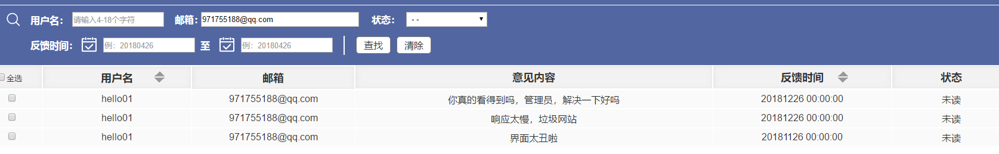 用户名： 请输入4-18个字符 邮箱： 971755188@qq.com 状态： - -
反馈时间： 例：20180426 至 例：20180426 查找 清除
全选 用户名 邮箱 意见内容 反馈时间 状态
hello01 971755188@qq.com 你真的看得到吗，管理员，解决一下好吗 20181226 00:00:00 未读
hello01 971755188@qq.com 响应太慢，垃圾网站 20181226 00:00:00 未读
hello01 971755188@qq.com 界面太丑啦 20181126 00:00:00 未读